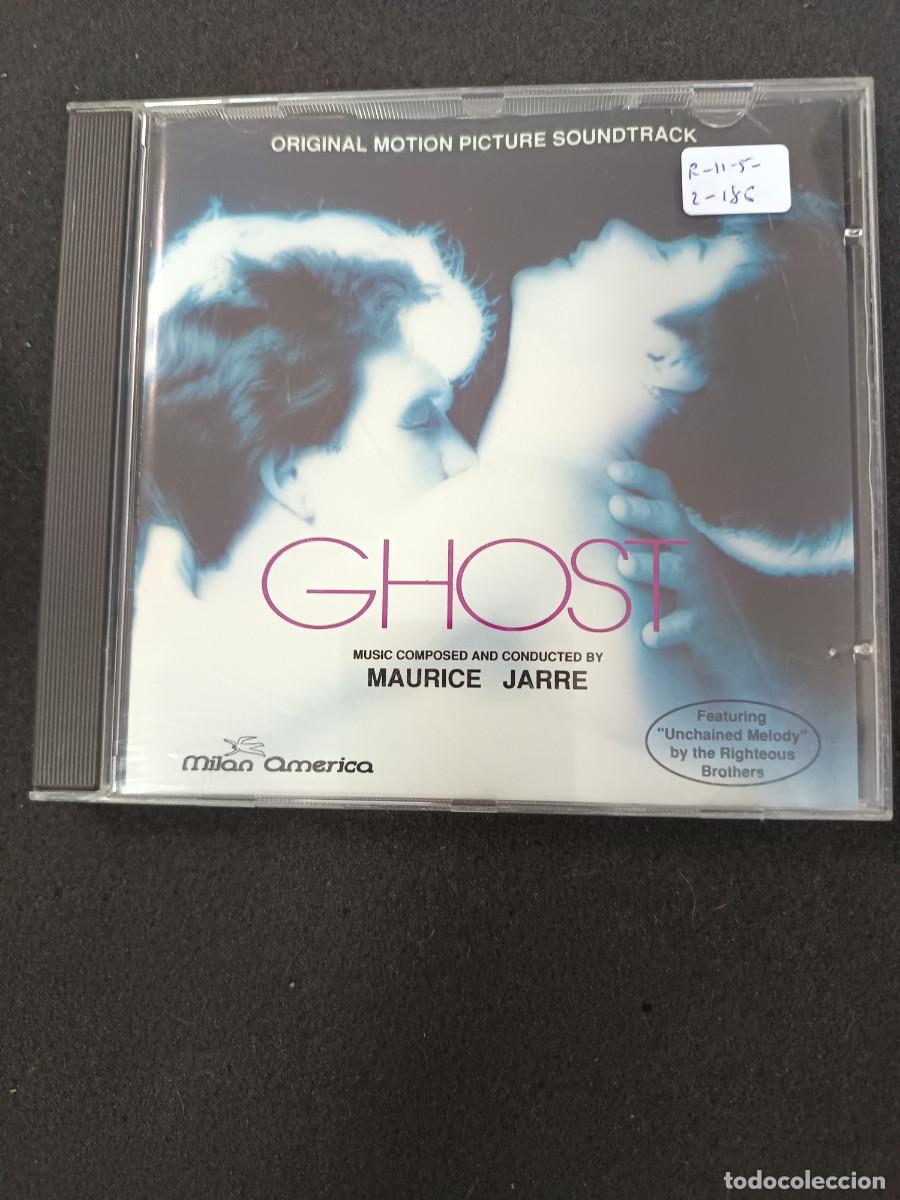 ORIGINAL MOTION PICTURE SOUNDTRACK
R-11-5-
2-186
GHOST
MUSIC COMPOSED AND CONDUCTED BY
MAURICE JARRE
Featuring
"Unchained Melody"
by the Righteous
Brothers
milan america
todocoleccion